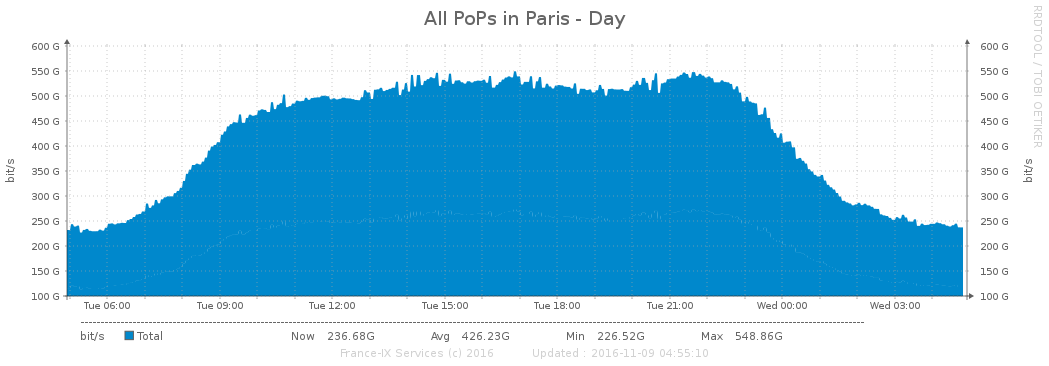 All PoPs in Paris - Day
RRDTOOL / TOBI OETIKER
600 G 600 G
550 G 550 G
500 G 500 G
450 G 450 G
400 G 400 G
350 G 350 G
300 G 300 G
250 G 250 G
200 G 200 G
150 G 150 G
100 G 100 G
bit/s bit/s
Tue 06:00 Tue 09:00 Tue 12:00 Tue 15:00 Tue 18:00 Tue 21:00 Wed 00:00 Wed 03:00
bit/s Total Now 236.68G Avg 426.23G Min 226.52G Max 548.86G
France-IX Services (c) 2016 Updated : 2016-11-09 04:55:10